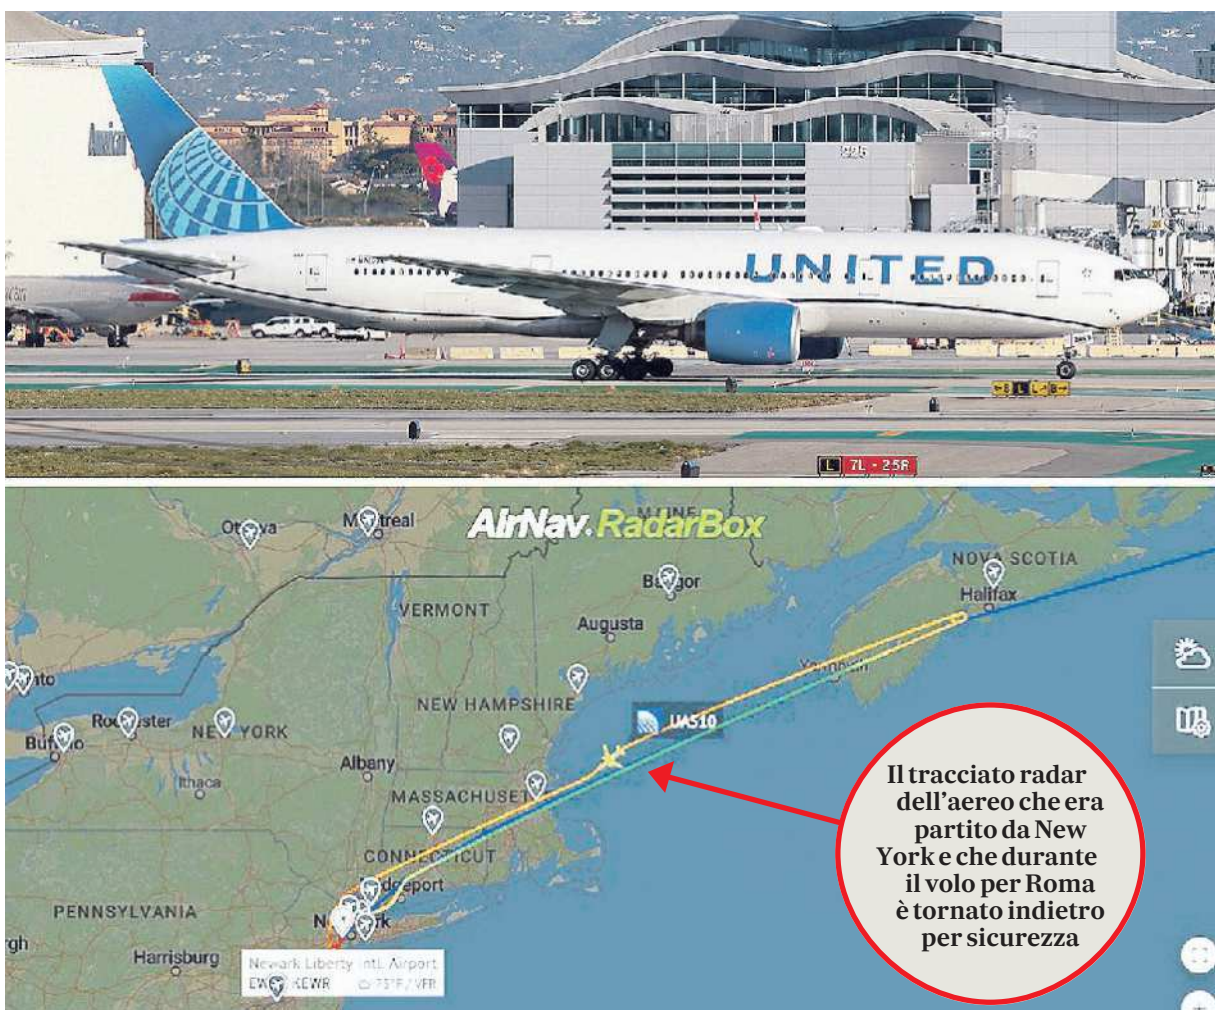 American
UNITED
L 7L - 25R
AirNav.RadarBox
MAINE
Montreal
NOVA SCOTIA
Halifax
Bangor
VERMONT
Augusta
Yarmouth
NEW HAMPSHIRE
UA510
Rochester
NEW YORK
Buffalo
Albany
Ithaca
MASSACHUSET
CONNECTICUT
Bridgeport
PENNSYLVANIA
New York
Harrisburg
Newark Liberty Intl. Airport
EWR KEWR 73°F / VFR
Il tracciato radar
dell'aereo che era
partito da New
York e che durante
il volo per Roma
è tornato indietro
per sicurezza